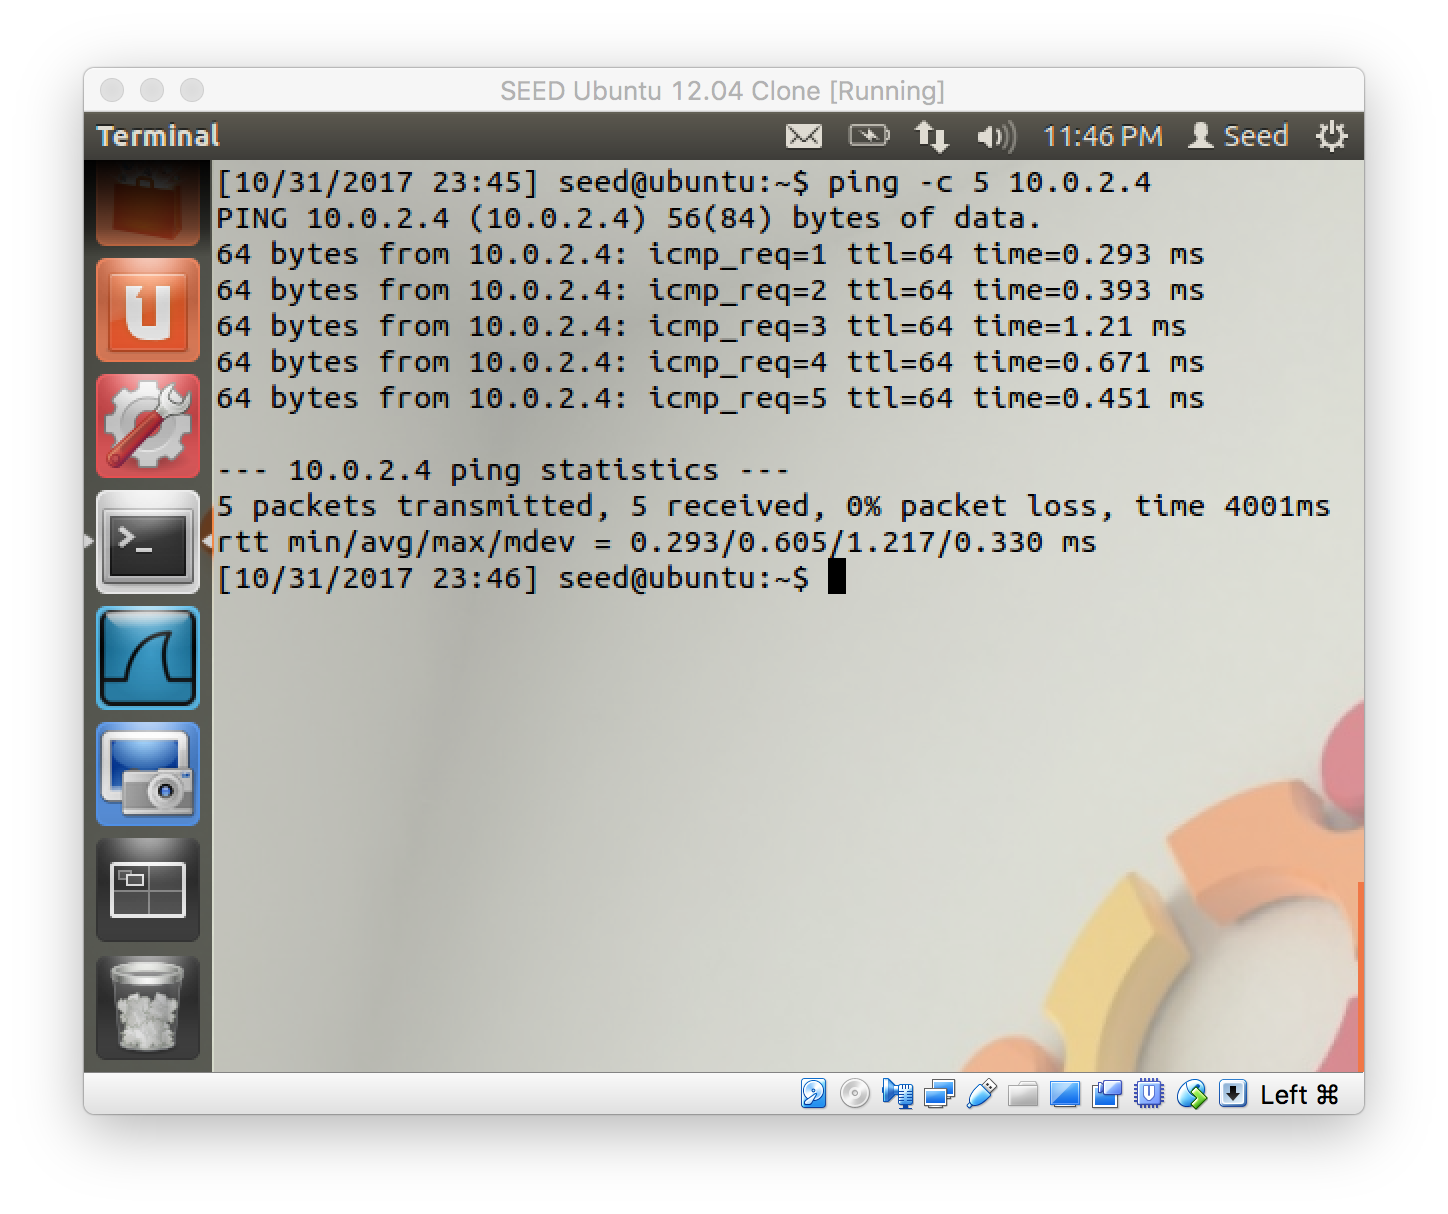 SEED Ubuntu 12.04 Clone [Running]
Terminal 11:46 PM Seed
[10/31/2017 23:45] seed@ubuntu:~$ ping -c 5 10.0.2.4
PING 10.0.2.4 (10.0.2.4) 56(84) bytes of data.
64 bytes from 10.0.2.4: icmp_req=1 ttl=64 time=0.293 ms
64 bytes from 10.0.2.4: icmp_req=2 ttl=64 time=0.393 ms
64 bytes from 10.0.2.4: icmp_req=3 ttl=64 time=1.21 ms
64 bytes from 10.0.2.4: icmp_req=4 ttl=64 time=0.671 ms
64 bytes from 10.0.2.4: icmp_req=5 ttl=64 time=0.451 ms
--- 10.0.2.4 ping statistics ---
5 packets transmitted, 5 received, 0% packet loss, time 4001ms
rtt min/avg/max/mdev = 0.293/0.605/1.217/0.330 ms
[10/31/2017 23:46] seed@ubuntu:~$
Left ⌘